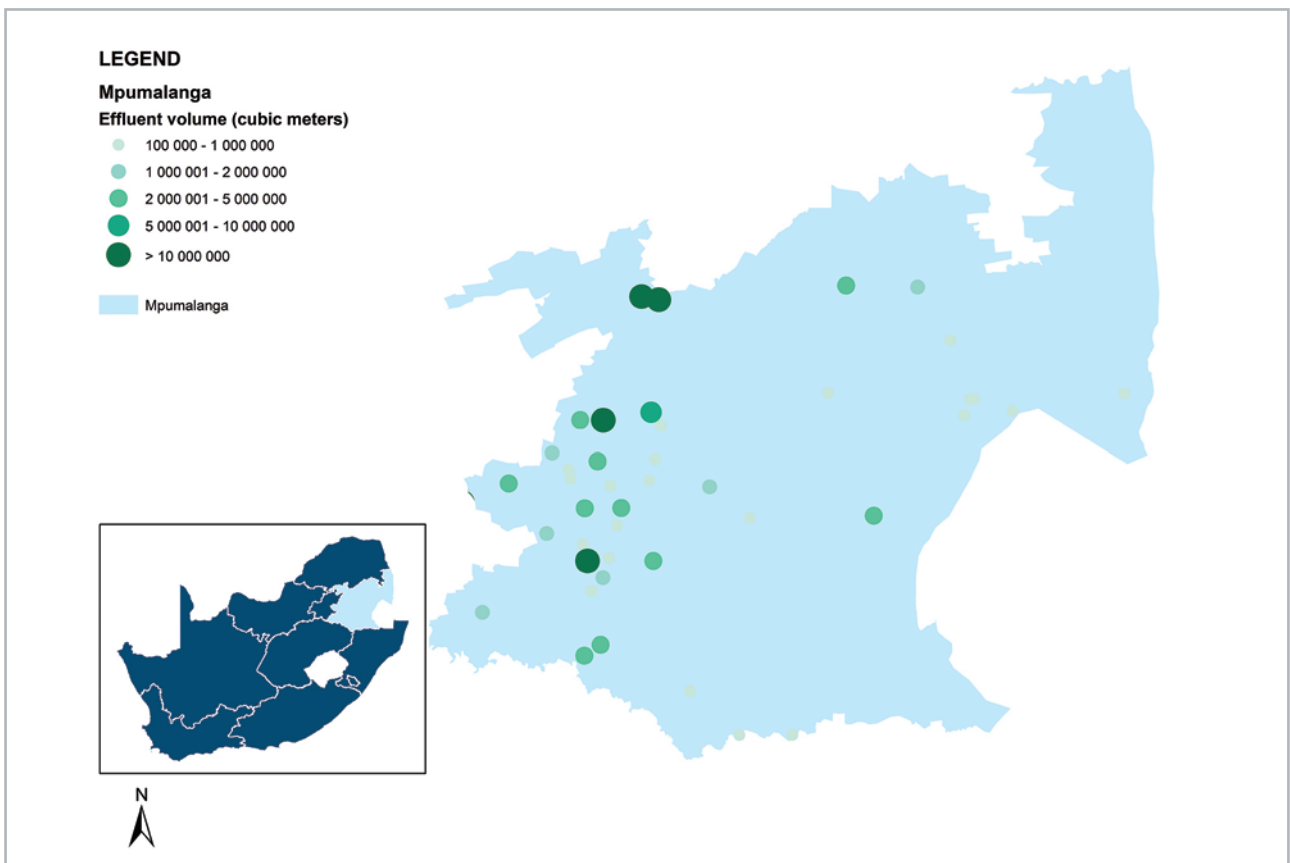 LEGEND
Mpumalanga
Effluent volume (cubic meters)
100 000 - 1 000 000
1 000 001 - 2 000 000
2 000 001 - 5 000 000
5 000 001 - 10 000 000
> 10 000 000
Mpumalanga
N